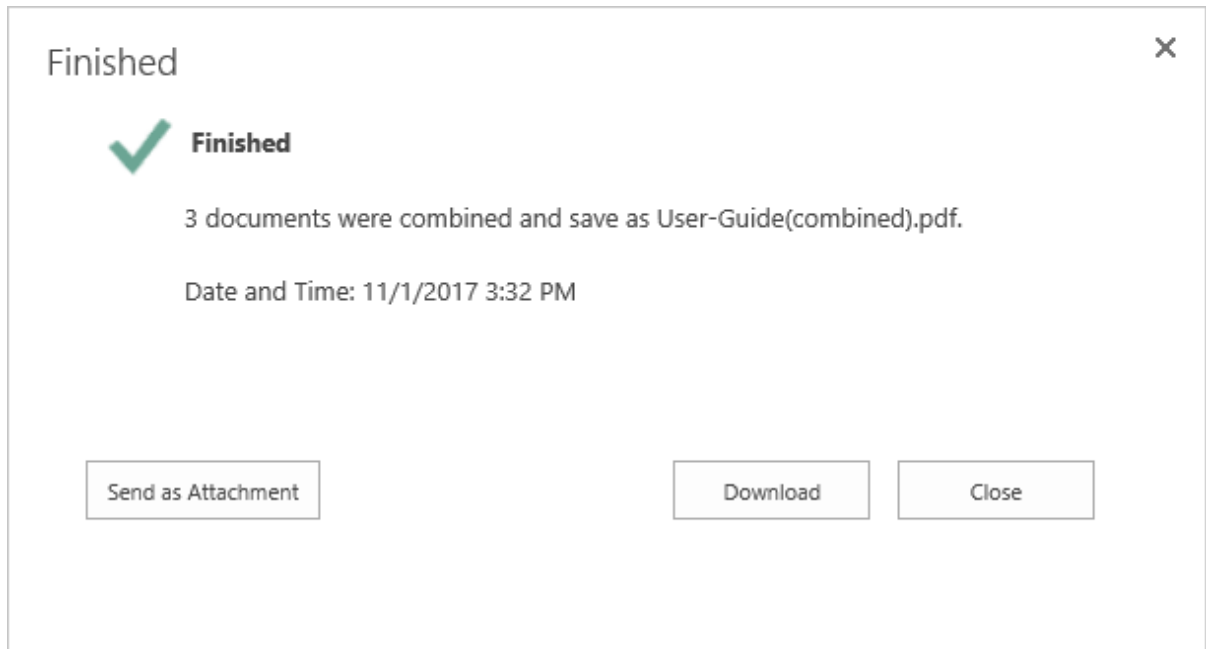 Finished
Finished
3 documents were combined and save as User-Guide(combined).pdf.
Date and Time: 11/1/2017 3:32 PM
Send as Attachment
Download
Close